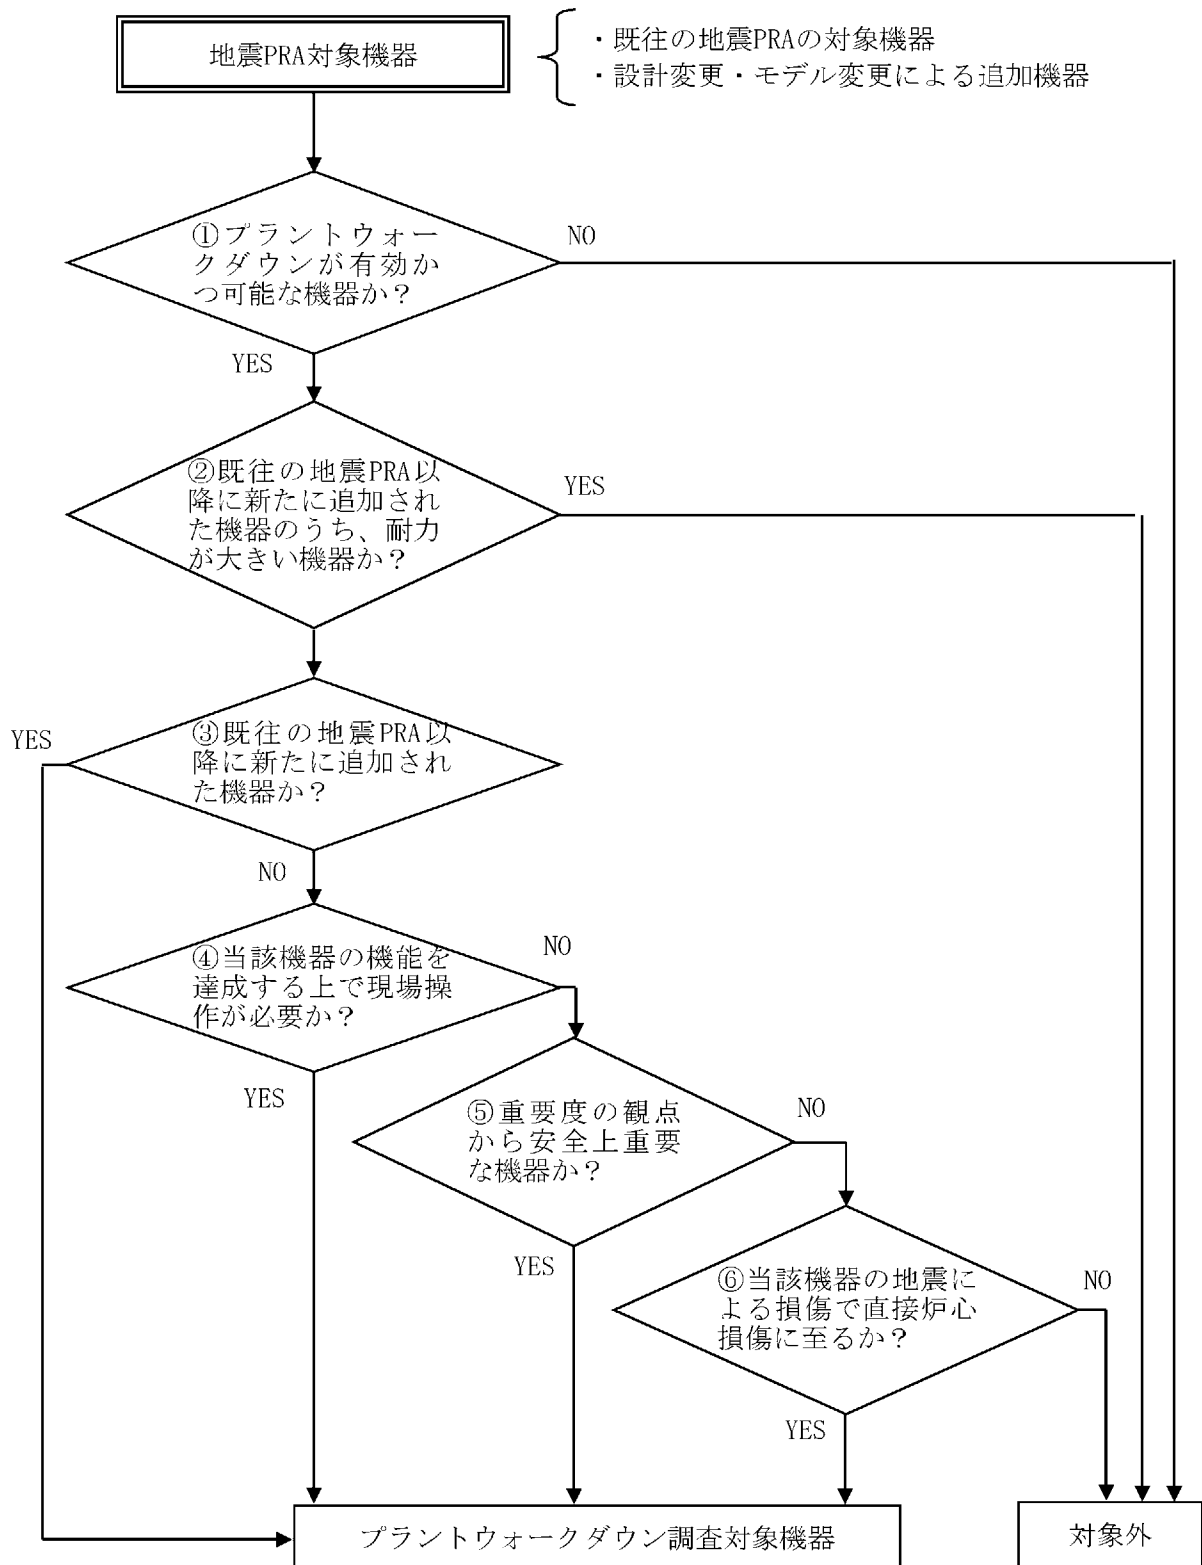 地震PRA対象機器
・既往の地震PRAの対象機器
・設計変更・モデル変更による追加機器
①プラントウォー
クダウンが有効か
つ可能な機器か？
NO
YES
②既往の地震PRA以
降に新たに追加され
た機器のうち、耐力
が大きい機器か？
YES
③既往の地震PRA以
降に新たに追加され
た機器か？
YES
NO
④当該機器の機能を
達成する上で現場操
作が必要か？
NO
YES
⑤重要度の観点
から安全上重要
な機器か？
NO
YES
⑥当該機器の地震に
よる損傷で直接炉心
損傷に至るか？
NO
YES
プラントウォークダウン調査対象機器
対象外